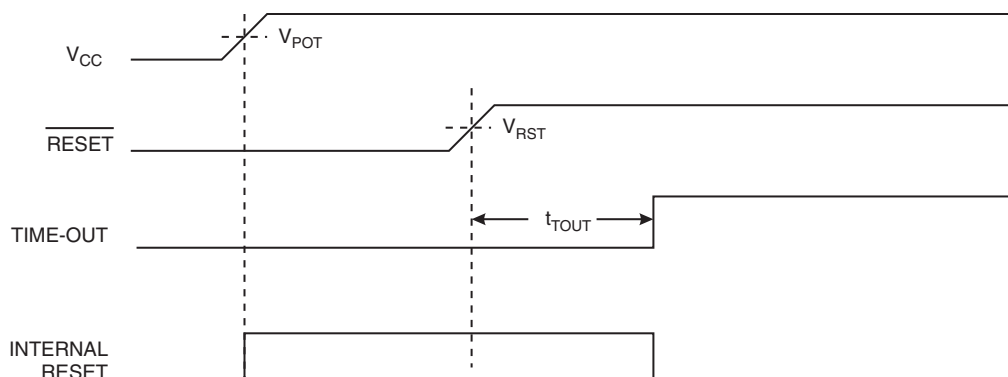 VCC
VPOT
RESET
VRST
TIME-OUT
tTOUT
INTERNAL
RESET